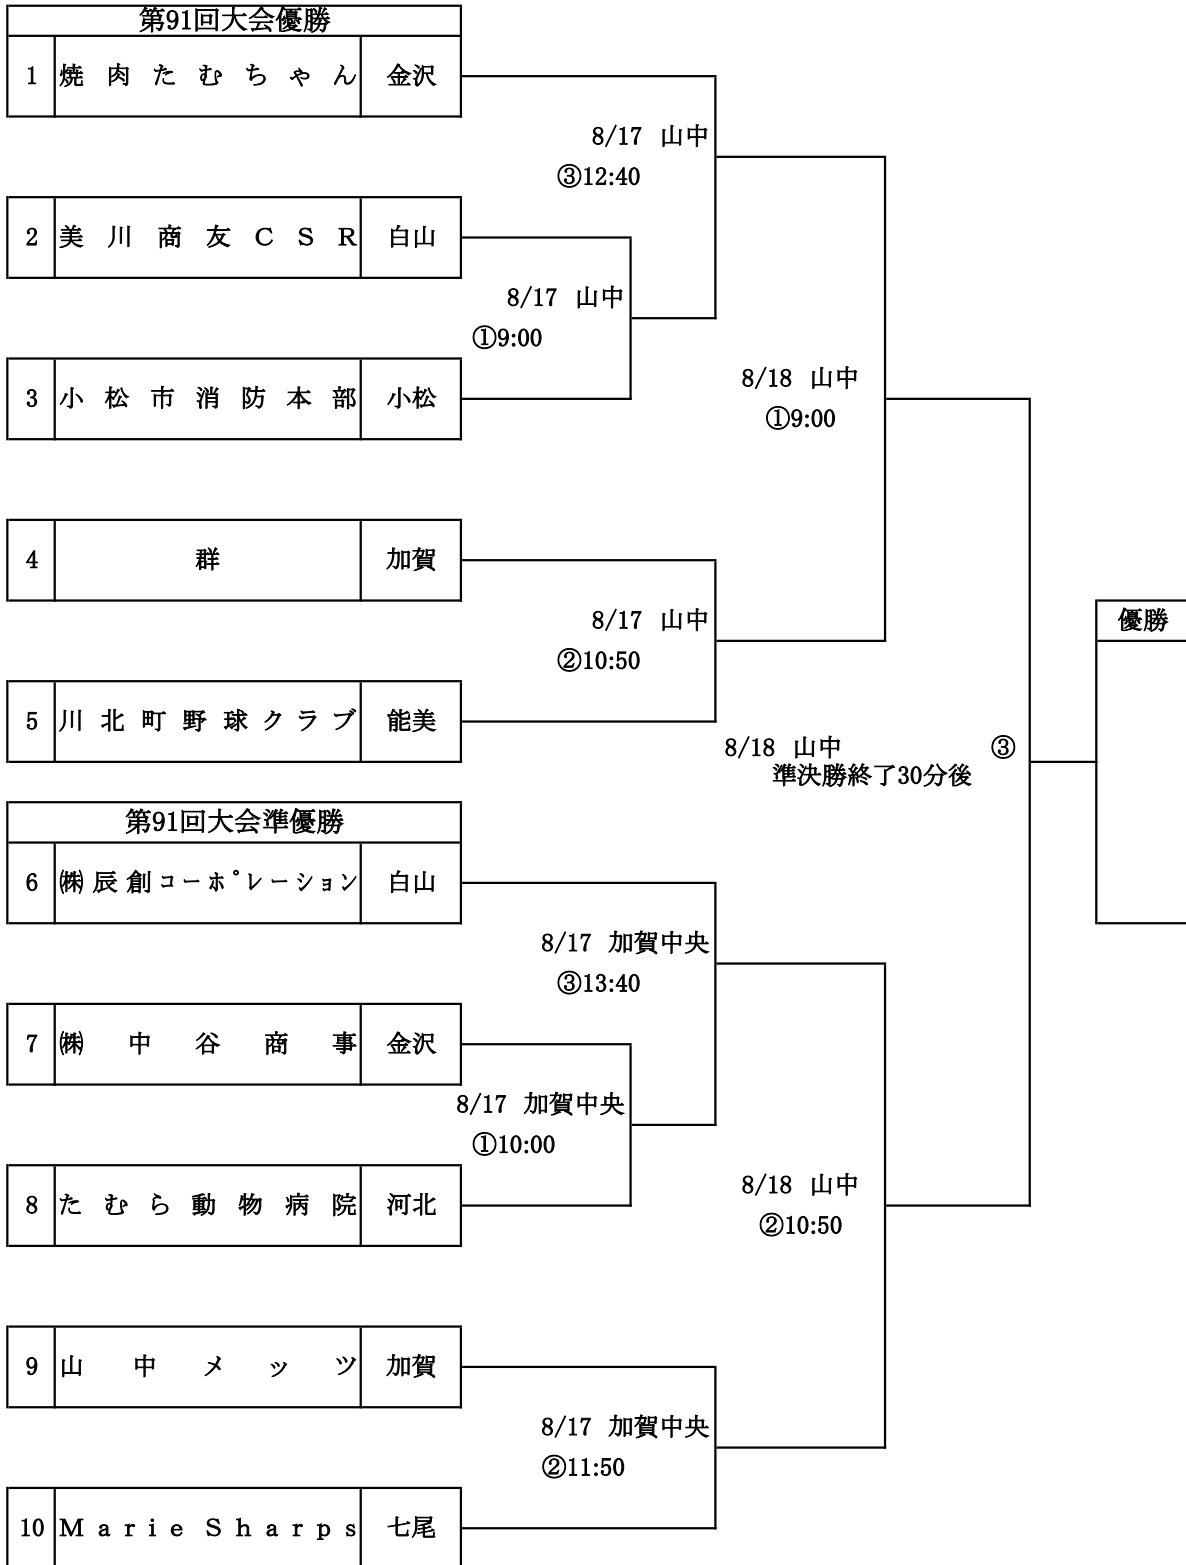 第91回大会優勝
1 焼肉たむちゃん 金沢
8/17 山中
③12:40
2 美川商友CSR 白山
8/17 山中
①9:00
8/18 山中
3 小松市消防本部 小松
①9:00
4 群 加賀
8/17 山中
優勝
②10:50
5 川北町野球クラブ 能美
8/18 山中 ③
準決勝終了30分後
第91回大会準優勝
6 ㈱辰創コーポレーション 白山
8/17 加賀中央
③13:40
7 ㈱中谷商事 金沢
8/17 加賀中央
①10:00
8/18 山中
8 たむら動物病院 河北
②10:50
9 山中メッツ 加賀
8/17 加賀中央
②11:50
10 Marie Sharps 七尾